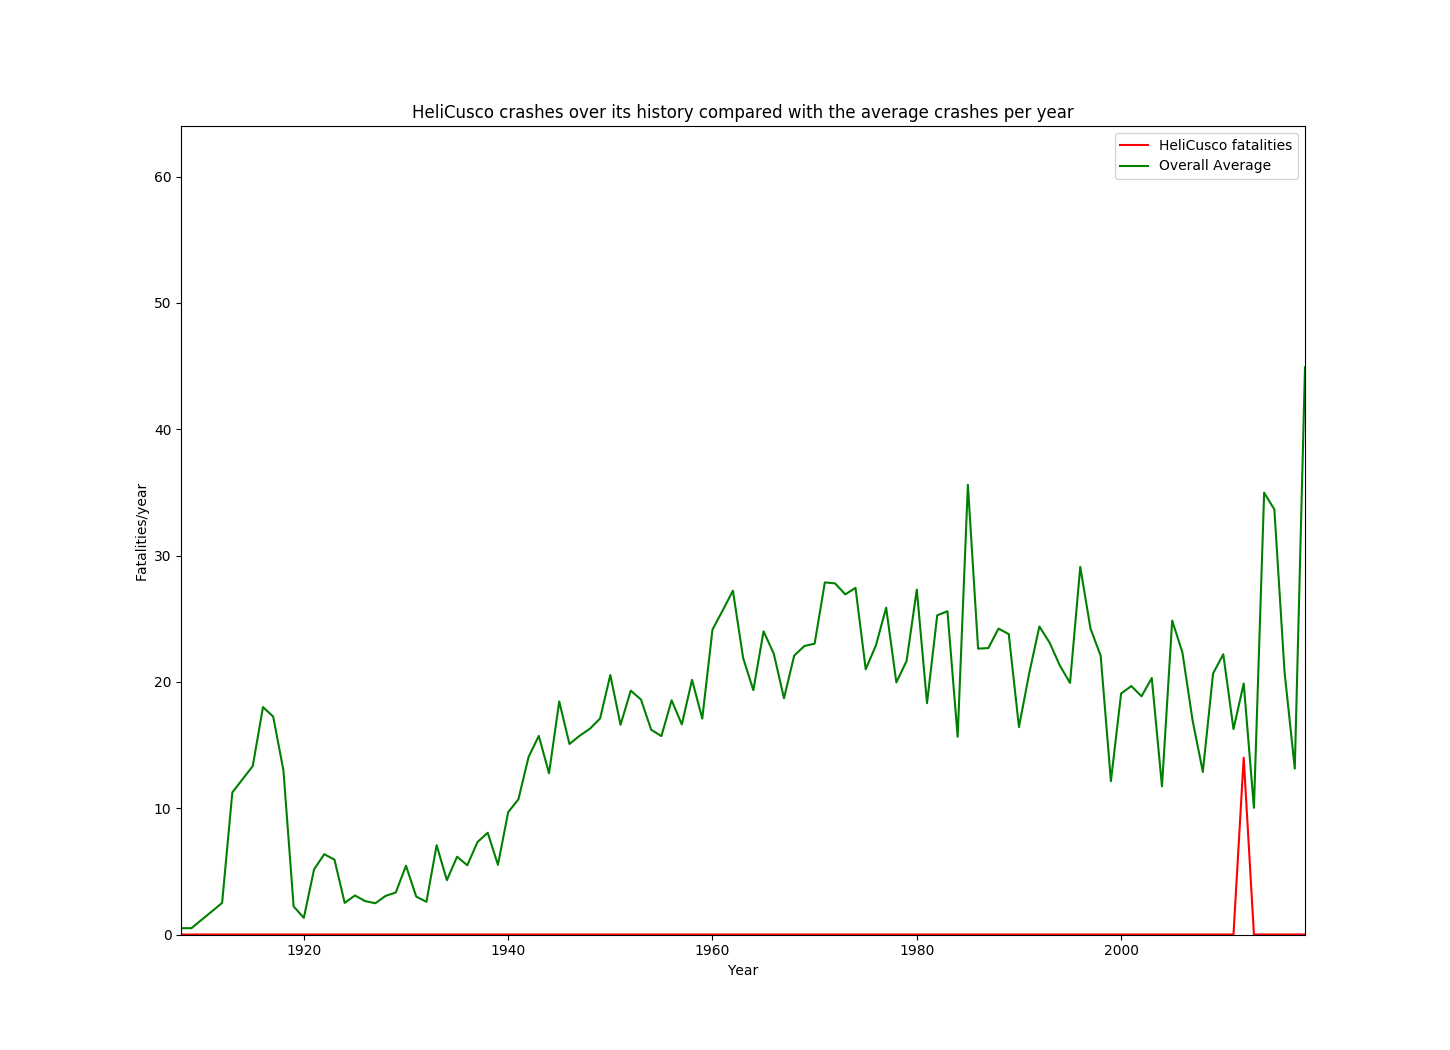 HeliCusco crashes over its history compared with the average crashes per year
HeliCusco fatalities
Overall Average
60
50
40
30
20
10
0
Fatalities/year
1920 1940 1960 1980 2000
Year